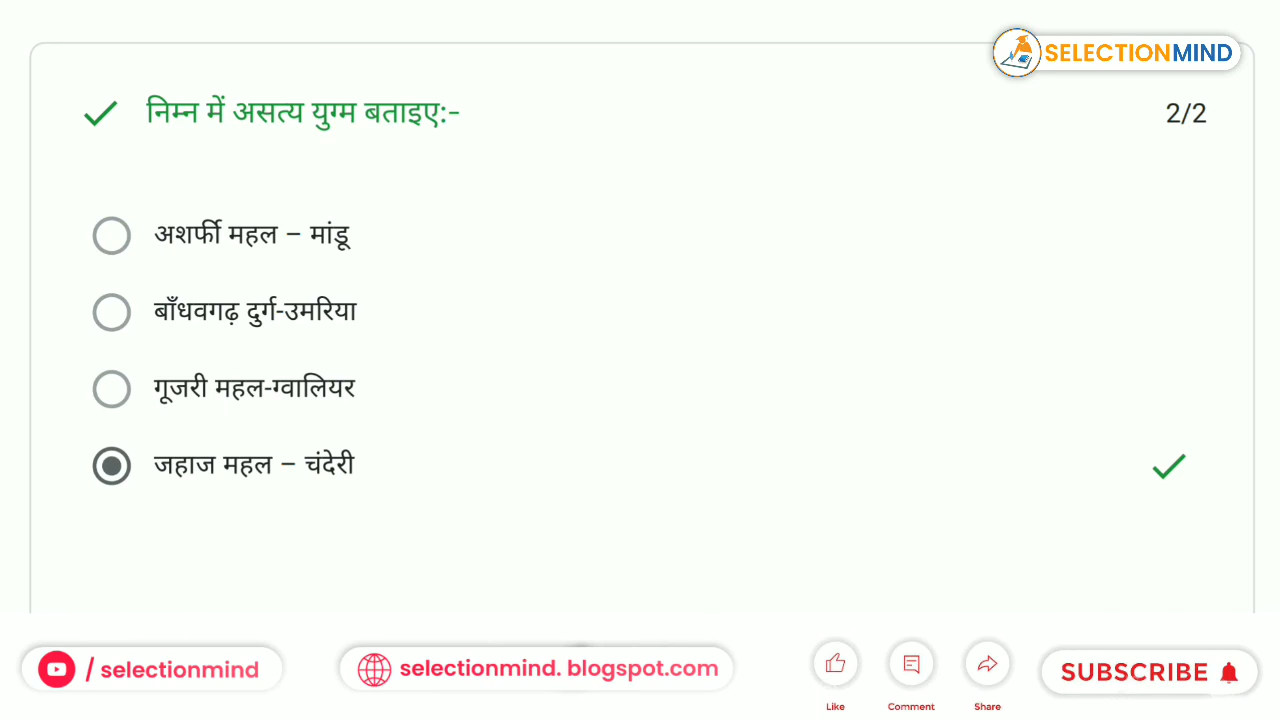 SELECTIONMIND
निम्न में असत्य युग्म बताइए:-
2/2
अशर्फी महल – मांडू
बाँधवगढ़ दुर्ग-उमरिया
गूजरी महल-ग्वालियर
जहाज महल – चंदेरी
/ selectionmind
selectionmind. blogspot.com
Like
Comment
Share
SUBSCRIBE